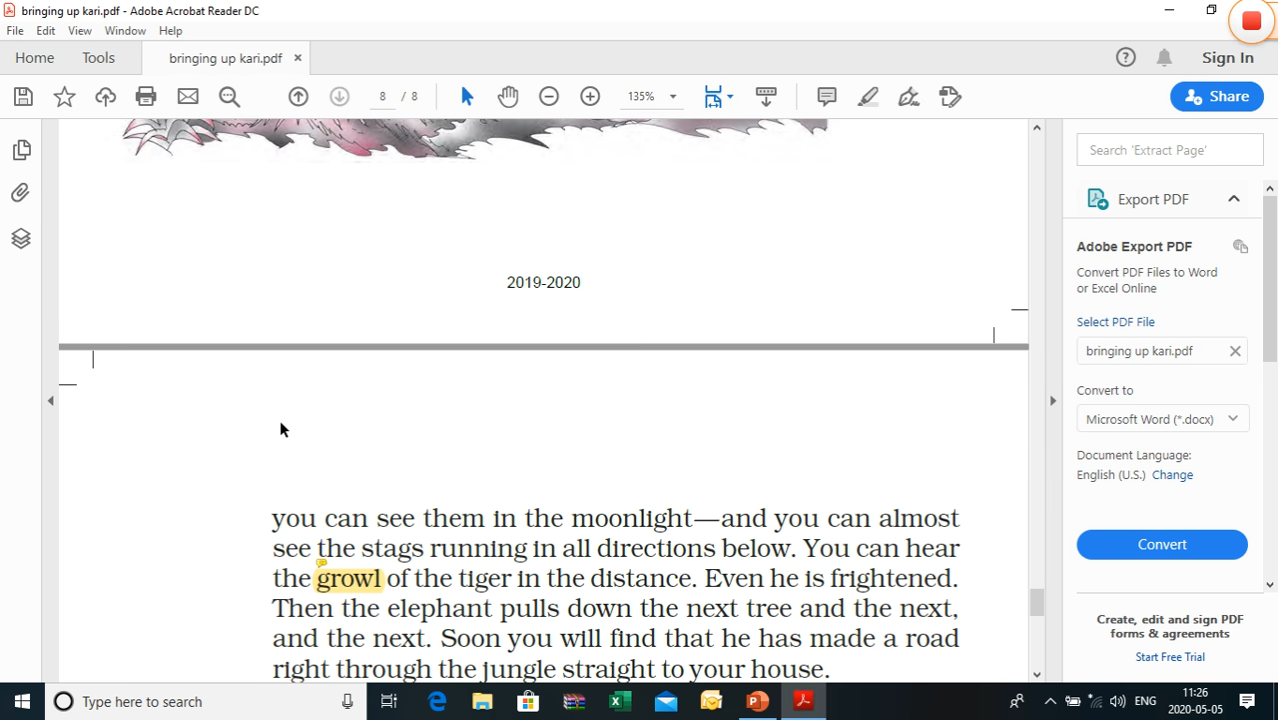 bringing up kari.pdf - Adobe Acrobat Reader DC
File Edit View Window Help
Home Tools bringing up kari.pdf × Sign In
8 / 8 135% Share
Search 'Extract Page'
Export PDF
Adobe Export PDF
Convert PDF Files to Word
or Excel Online
Select PDF File
bringing up kari.pdf
Convert to
Microsoft Word (*.docx)
Document Language:
English (U.S.) Change
Convert
Create, edit and sign PDF
forms & agreements
Start Free Trial
2019-2020
you can see them in the moonlight—and you can almost
see the stags running in all directions below. You can hear
the growl of the tiger in the distance. Even he is frightened.
Then the elephant pulls down the next tree and the next,
and the next. Soon you will find that he has made a road
right through the jungle straight to your house.
Type here to search
ENG
11:26
2020-05-05